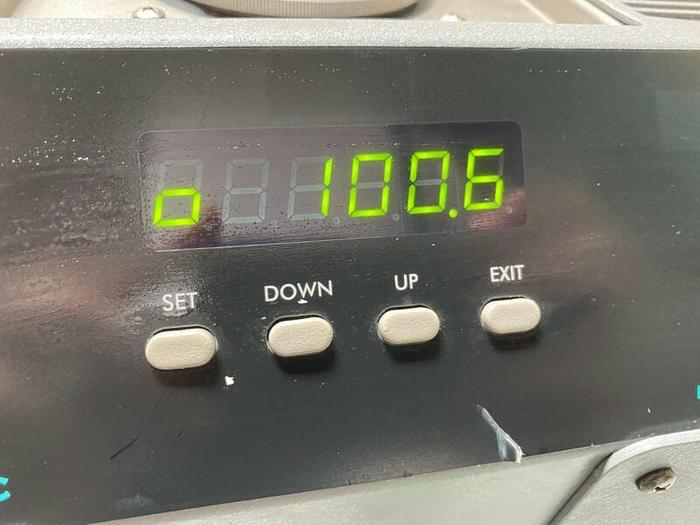 o 100.6
SET DOWN UP EXIT
C